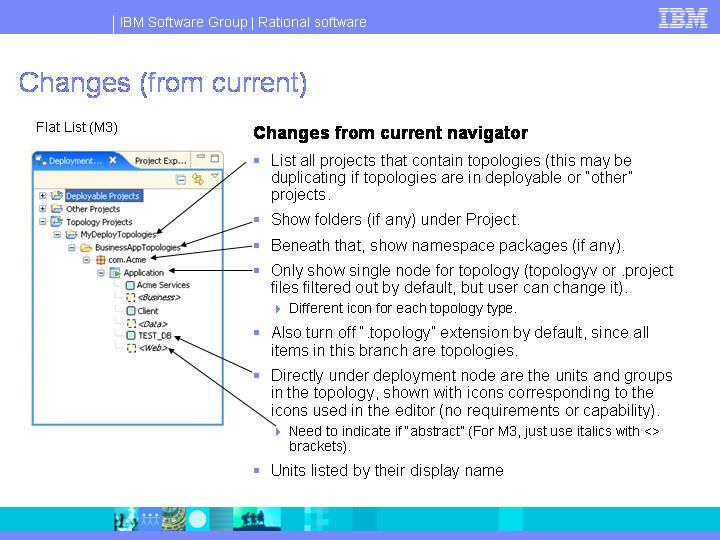 IBM Software Group | Rational software
IBM
Changes (from current)
Flat List (M3)
Deployment...
Project Exp...
Deployable Projects
Other Projects
Topology Projects
MyDeployTopologies
BusinessAppTopologies
com.Acme
Application
Acme Services
<Business>
Client
<Data>
TEST_DB
<Web>
Changes from current navigator
List all projects that contain topologies (this may be
duplicating if topologies are in deployable or “other”
projects.
Show folders (if any) under Project.
Beneath that, show namespace packages (if any).
Only show single node for topology (topologyv or .project
files filtered out by default, but user can change it).
Different icon for each topology type.
Also turn off “.topology” extension by default, since all
items in this branch are topologies.
Directly under deployment node are the units and groups
in the topology, shown with icons corresponding to the
icons used in the editor (no requirements or capability).
Need to indicate if “abstract” (For M3, just use italics with <>
brackets).
Units listed by their display name